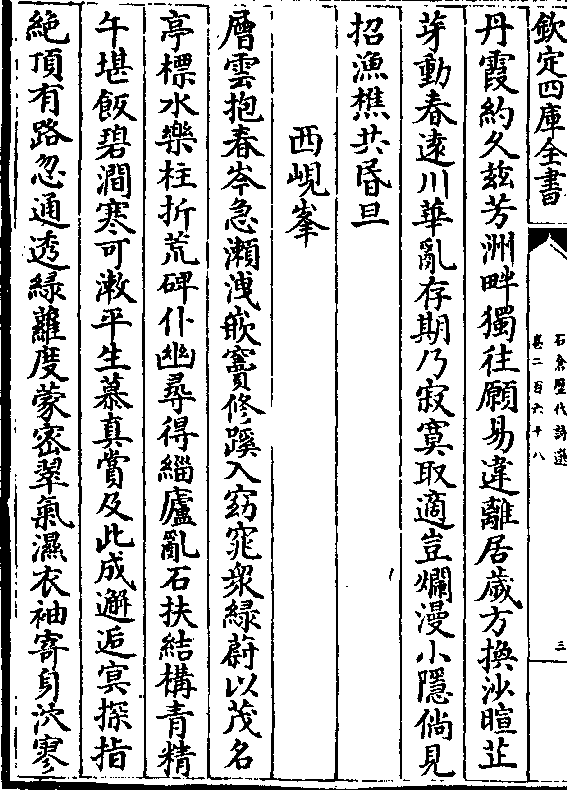 欽定四庫全書
石倉歷代詩選
卷二百六十八
三
丹霞約久玆芳洲畔獨往願易違離居歲方換沙暄芷
芽動春遠川華亂存期乃寂寞取適豈爛漫小隱倘見
招漁樵共昏旦
西峴峯
層雲抱春岑急瀨洩嵌竇修蹊入窈窕衆綠蔚以茂名
亭標水樂柱折荒碑仆幽尋得緇廬亂石扶結構青精
午堪飯碧澗寒可漱平生慕真賞及此成邂逅冥探指
絶頂有路忽通透緑蘿度蒙密翠氣濕衣袖寄身泬寥